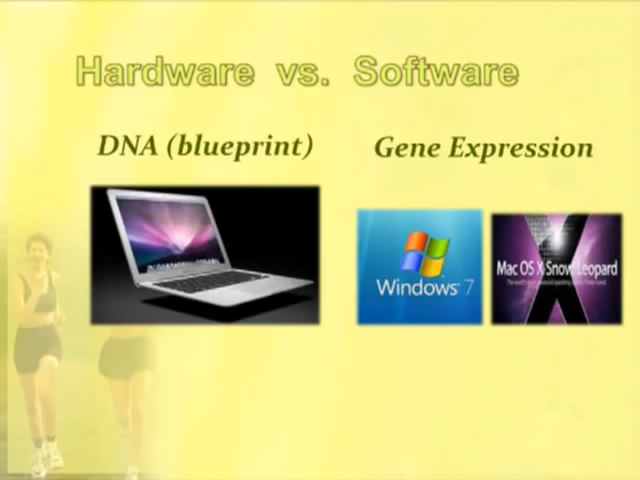 Hardware vs. Software
DNA (blueprint)
Gene Expression
Windows 7
Mac OS X Snow Leopard